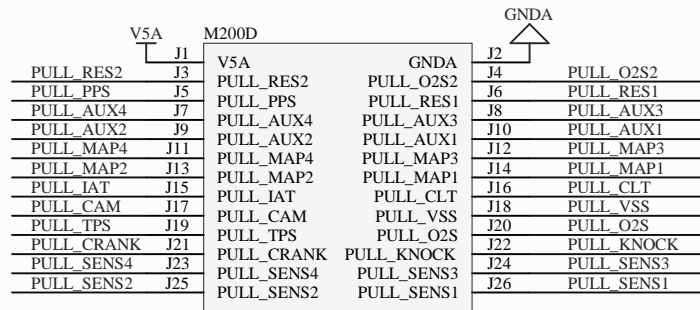 GNDA
V5A M200D
J1 V5A GNDA J2
PULL_RES2 J3 PULL_RES2 PULL_O2S2 J4 PULL_O2S2
PULL_PPS J5 PULL_PPS PULL_RES1 J6 PULL_RES1
PULL_AUX4 J7 PULL_AUX4 PULL_AUX3 J8 PULL_AUX3
PULL_AUX2 J9 PULL_AUX2 PULL_AUX1 J10 PULL_AUX1
PULL_MAP4 J11 PULL_MAP4 PULL_MAP3 J12 PULL_MAP3
PULL_MAP2 J13 PULL_MAP2 PULL_MAP1 J14 PULL_MAP1
PULL_IAT J15 PULL_IAT PULL_CLT J16 PULL_CLT
PULL_CAM J17 PULL_CAM PULL_VSS J18 PULL_VSS
PULL_TPS J19 PULL_TPS PULL_O2S J20 PULL_O2S
PULL_CRANK J21 PULL_CRANK PULL_KNOCK J22 PULL_KNOCK
PULL_SENS4 J23 PULL_SENS4 PULL_SENS3 J24 PULL_SENS3
PULL_SENS2 J25 PULL_SENS2 PULL_SENS1 J26 PULL_SENS1